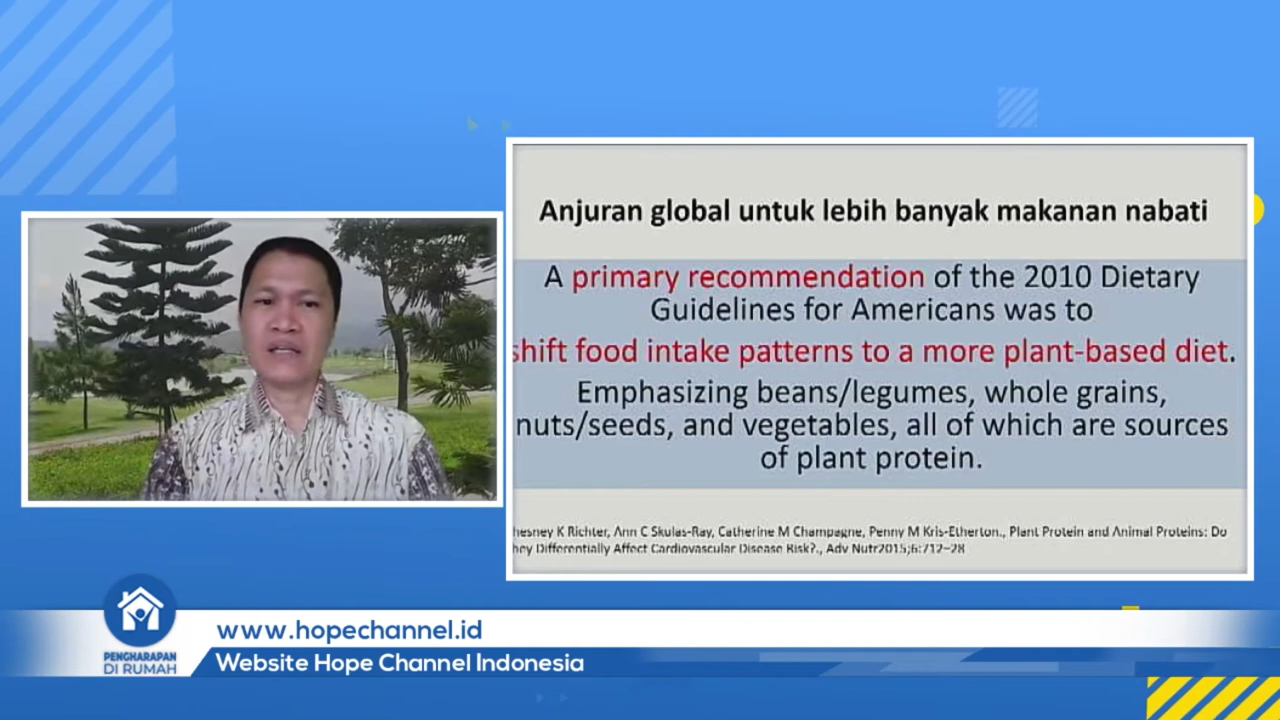 Anjuran global untuk lebih banyak makanan nabati
A primary recommendation of the 2010 Dietary
Guidelines for Americans was to
shift food intake patterns to a more plant-based diet.
Emphasizing beans/legumes, whole grains,
nuts/seeds, and vegetables, all of which are sources
of plant protein.
hesney K Richter, Ann C Skulas-Ray, Catherine M Champagne, Penny M Kris-Etherton., Plant Protein and Animal Proteins: Do
hey Differentially Affect Cardiovascular Disease Risk?., Adv Nutr2015;6:712–28
www.hopechannel.id
Website Hope Channel Indonesia
PENGHARAPAN
DI RUMAH